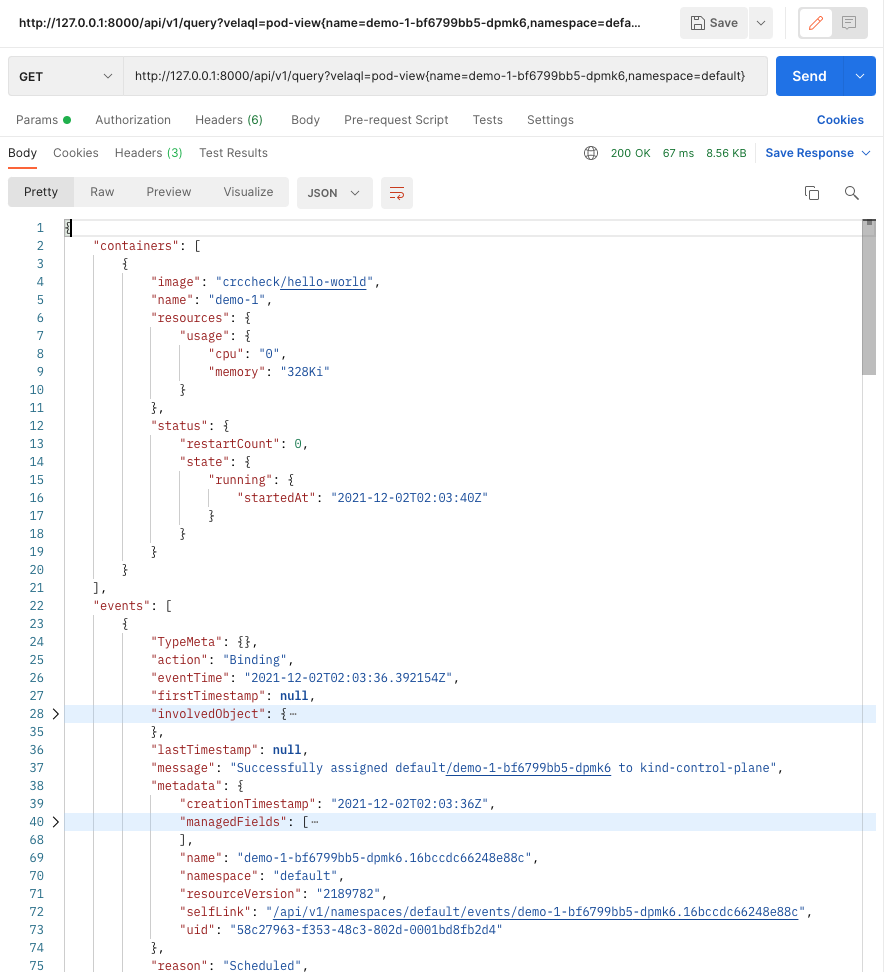 http://127.0.0.1:8000/api/v1/query?velaql=pod-view{name=demo-1-bf6799bb5-dpmk6,namespace=defa...
Save
GET
http://127.0.0.1:8000/api/v1/query?velaql=pod-view{name=demo-1-bf6799bb5-dpmk6,namespace=default}
Send
Params
Authorization
Headers (6)
Body
Pre-request Script
Tests
Settings
Cookies
Body
Cookies
Headers (3)
Test Results
200 OK
67 ms
8.56 KB
Save Response
Pretty
Raw
Preview
Visualize
JSON
1 {
2 "containers": [
3 {
4 "image": "crccheck/hello-world",
5 "name": "demo-1",
6 "resources": {
7 "usage": {
8 "cpu": "0",
9 "memory": "328Ki"
10 }
11 },
12 "status": {
13 "restartCount": 0,
14 "state": {
15 "running": {
16 "startedAt": "2021-12-02T02:03:40Z"
17 }
18 }
19 }
20 }
21 ],
22 "events": [
23 {
24 "TypeMeta": {},
25 "action": "Binding",
26 "eventTime": "2021-12-02T02:03:36.392154Z",
27 "firstTimestamp": null,
28 "involvedObject": {⋯
35 },
36 "lastTimestamp": null,
37 "message": "Successfully assigned default/demo-1-bf6799bb5-dpmk6 to kind-control-plane",
38 "metadata": {
39 "creationTimestamp": "2021-12-02T02:03:36Z",
40 "managedFields": [⋯
68 ],
69 "name": "demo-1-bf6799bb5-dpmk6.16bccdc66248e88c",
70 "namespace": "default",
71 "resourceVersion": "2189782",
72 "selfLink": "/api/v1/namespaces/default/events/demo-1-bf6799bb5-dpmk6.16bccdc66248e88c",
73 "uid": "58c27963-f353-48c3-802d-0001bd8fb2d4"
74 },
75 "reason": "Scheduled",